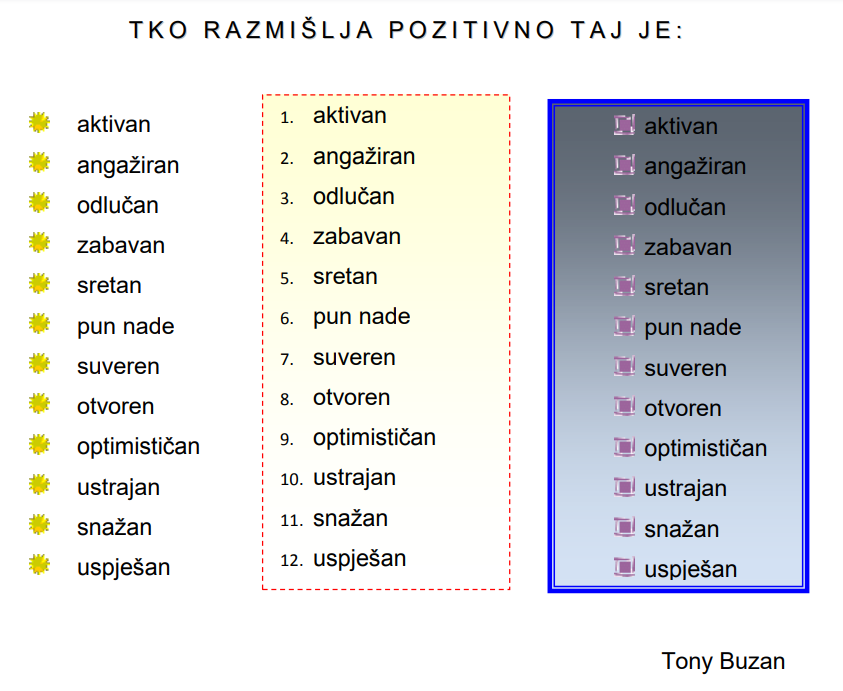 TKO RAZMIŠLJA POZITIVNO TAJ JE:
aktivan
angažiran
odlučan
zabavan
sretan
pun nade
suveren
otvoren
optimističan
ustrajan
snažan
uspješan
1. aktivan
2. angažiran
3. odlučan
4. zabavan
5. sretan
6. pun nade
7. suveren
8. otvoren
9. optimističan
10. ustrajan
11. snažan
12. uspješan
aktivan
angažiran
odlučan
zabavan
sretan
pun nade
suveren
otvoren
optimističan
ustrajan
snažan
uspješan
Tony Buzan